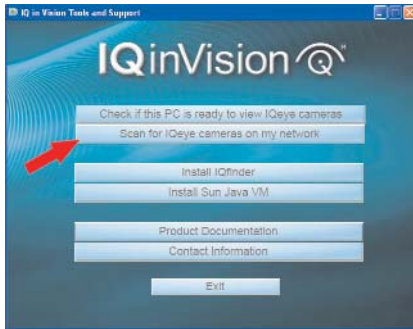 IQ in Vision Tools and Support
IQinVision
Check if this PC is ready to view IQeye cameras
Scan for IQeye cameras on my network
Install IQfinder
Install Sun Java VM
Product Documentation
Contact Information
Exit